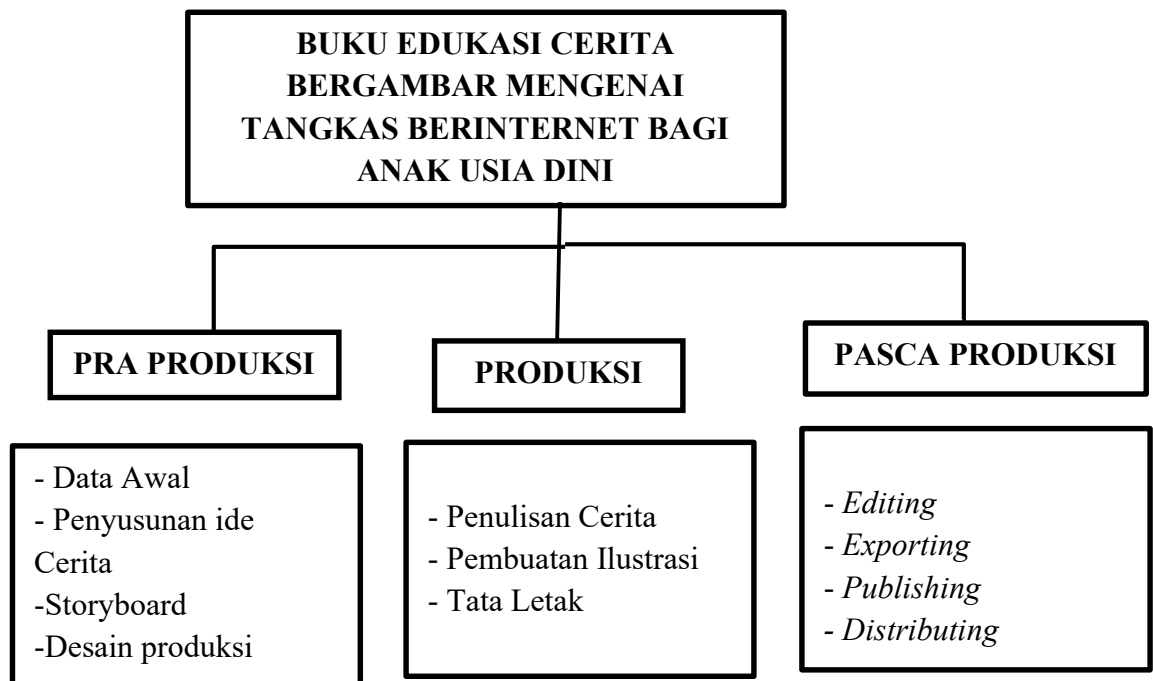 BUKU EDUKASI CERITA
BERGAMBAR MENGENAI
TANGKAS BERINTERNET BAGI
ANAK USIA DINI
PRA PRODUKSI
PRODUKSI
PASCA PRODUKSI
- Data Awal
- Penyusunan ide
Cerita
-Storyboard
-Desain produksi
- Penulisan Cerita
- Pembuatan Ilustrasi
- Tata Letak
- Editing
- Exporting
- Publishing
- Distributing